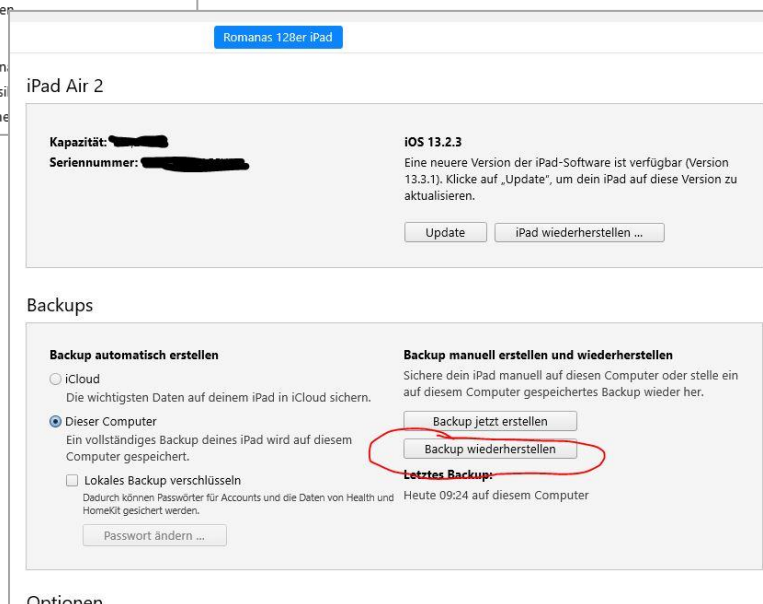 en
Romanas 128er iPad
iPad Air 2
Kapazität:
Seriennummer:
iOS 13.2.3
Eine neuere Version der iPad-Software ist verfügbar (Version
13.3.1). Klicke auf „Update", um dein iPad auf diese Version zu
aktualisieren.
Update
iPad wiederherstellen ...
Backups
Backup automatisch erstellen
iCloud
Die wichtigsten Daten auf deinem iPad in iCloud sichern.
Dieser Computer
Ein vollständiges Backup deines iPad wird auf diesem
Computer gespeichert.
Lokales Backup verschlüsseln
Dadurch können Passwörter für Accounts und die Daten von Health und
HomeKit gesichert werden.
Passwort ändern ...
Backup manuell erstellen und wiederherstellen
Sichere dein iPad manuell auf diesen Computer oder stelle ein
auf diesem Computer gespeichertes Backup wieder her.
Backup jetzt erstellen
Backup wiederherstellen
Letztes Backup:
Heute 09:24 auf diesem Computer
Optionen